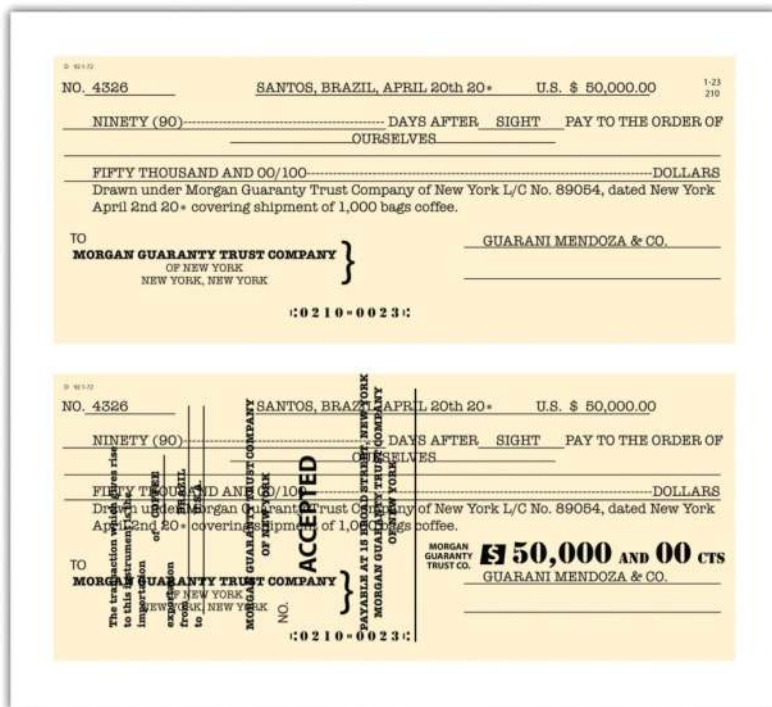 D 92-1-72
NO. 4326 SANTOS, BRAZIL, APRIL 20th 20* U.S. $ 50,000.00 1-23
210
NINETY (90)--- DAYS AFTER SIGHT PAY TO THE ORDER OF
OURSELVES
FIFTY THOUSAND AND 00/100---DOLLARS
Drawn under Morgan Guaranty Trust Company of New York L/C No. 89054, dated New York
April 2nd 20* covering shipment of 1,000 bags coffee.
TO
MORGAN GUARANTY TRUST COMPANY
OF NEW YORK
NEW YORK, NEW YORK
GUARANI MENDOZA & CO.
⑆0210⑉0023⑆
NO. 4326 SANTOS, BRAZIL, APRIL 20th 20* U.S. $ 50,000.00
NINETY (90)--- DAYS AFTER SIGHT PAY TO THE ORDER OF
OURSELVES
FIFTY THOUSAND AND 00/100---DOLLARS
Drawn under Morgan Guaranty Trust Company of New York L/C No. 89054, dated New York
April 2nd 20* covering shipment of 1,000 bags coffee.
TO
MORGAN GUARANTY TRUST COMPANY
OF NEW YORK
NEW YORK, NEW YORK
MORGAN
GUARANTY
TRUST CO.
$ 50,000 AND 00 CTS
GUARANI MENDOZA & CO.
⑆0210⑉0023⑆
The transaction which gives rise
to this instrument is the
importation of COFFEE
exportation
from BRAZIL
to U.S.A.
MORGAN GUARANTY TRUST COMPANY
OF NEW YORK
NO.
ACCEPTED
PAYABLE AT 15 BROAD STREET, NEW YORK
MORGAN GUARANTY TRUST COMPANY
OF NEW YORK